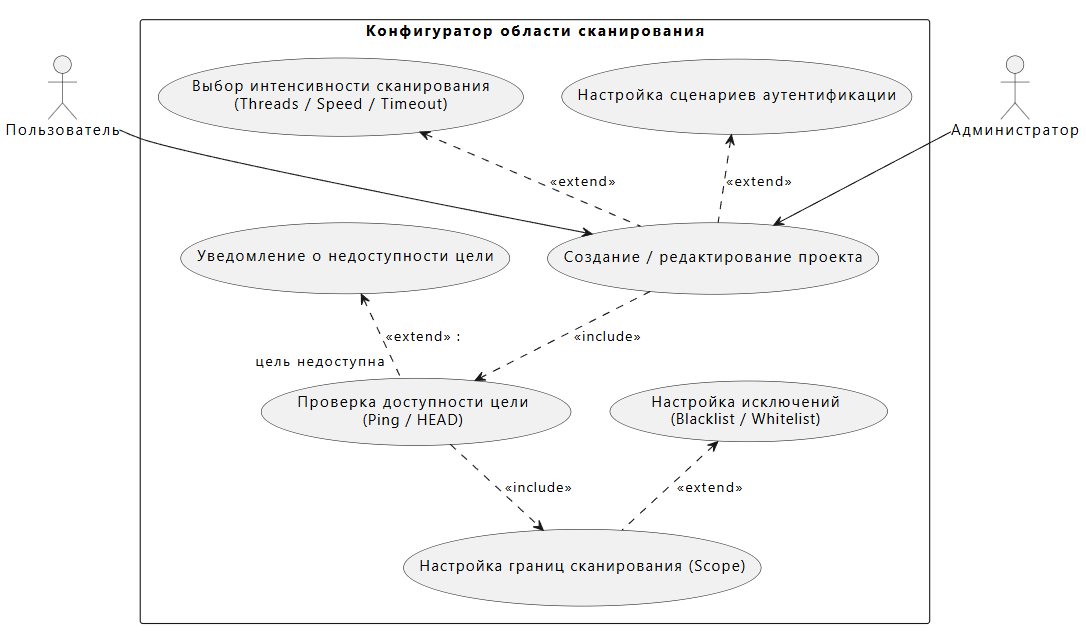 Конфигуратор области сканирования
Выбор интенсивности сканирования
(Threads / Speed / Timeout)
Настройка сценариев аутентификации
Пользователь
Администратор
«extend»
«extend»
Уведомление о недоступности цели
Создание / редактирование проекта
«extend» :
цель недоступна
«include»
Проверка доступности цели
(Ping / HEAD)
Настройка исключений
(Blacklist / Whitelist)
«include»
«extend»
Настройка границ сканирования (Scope)